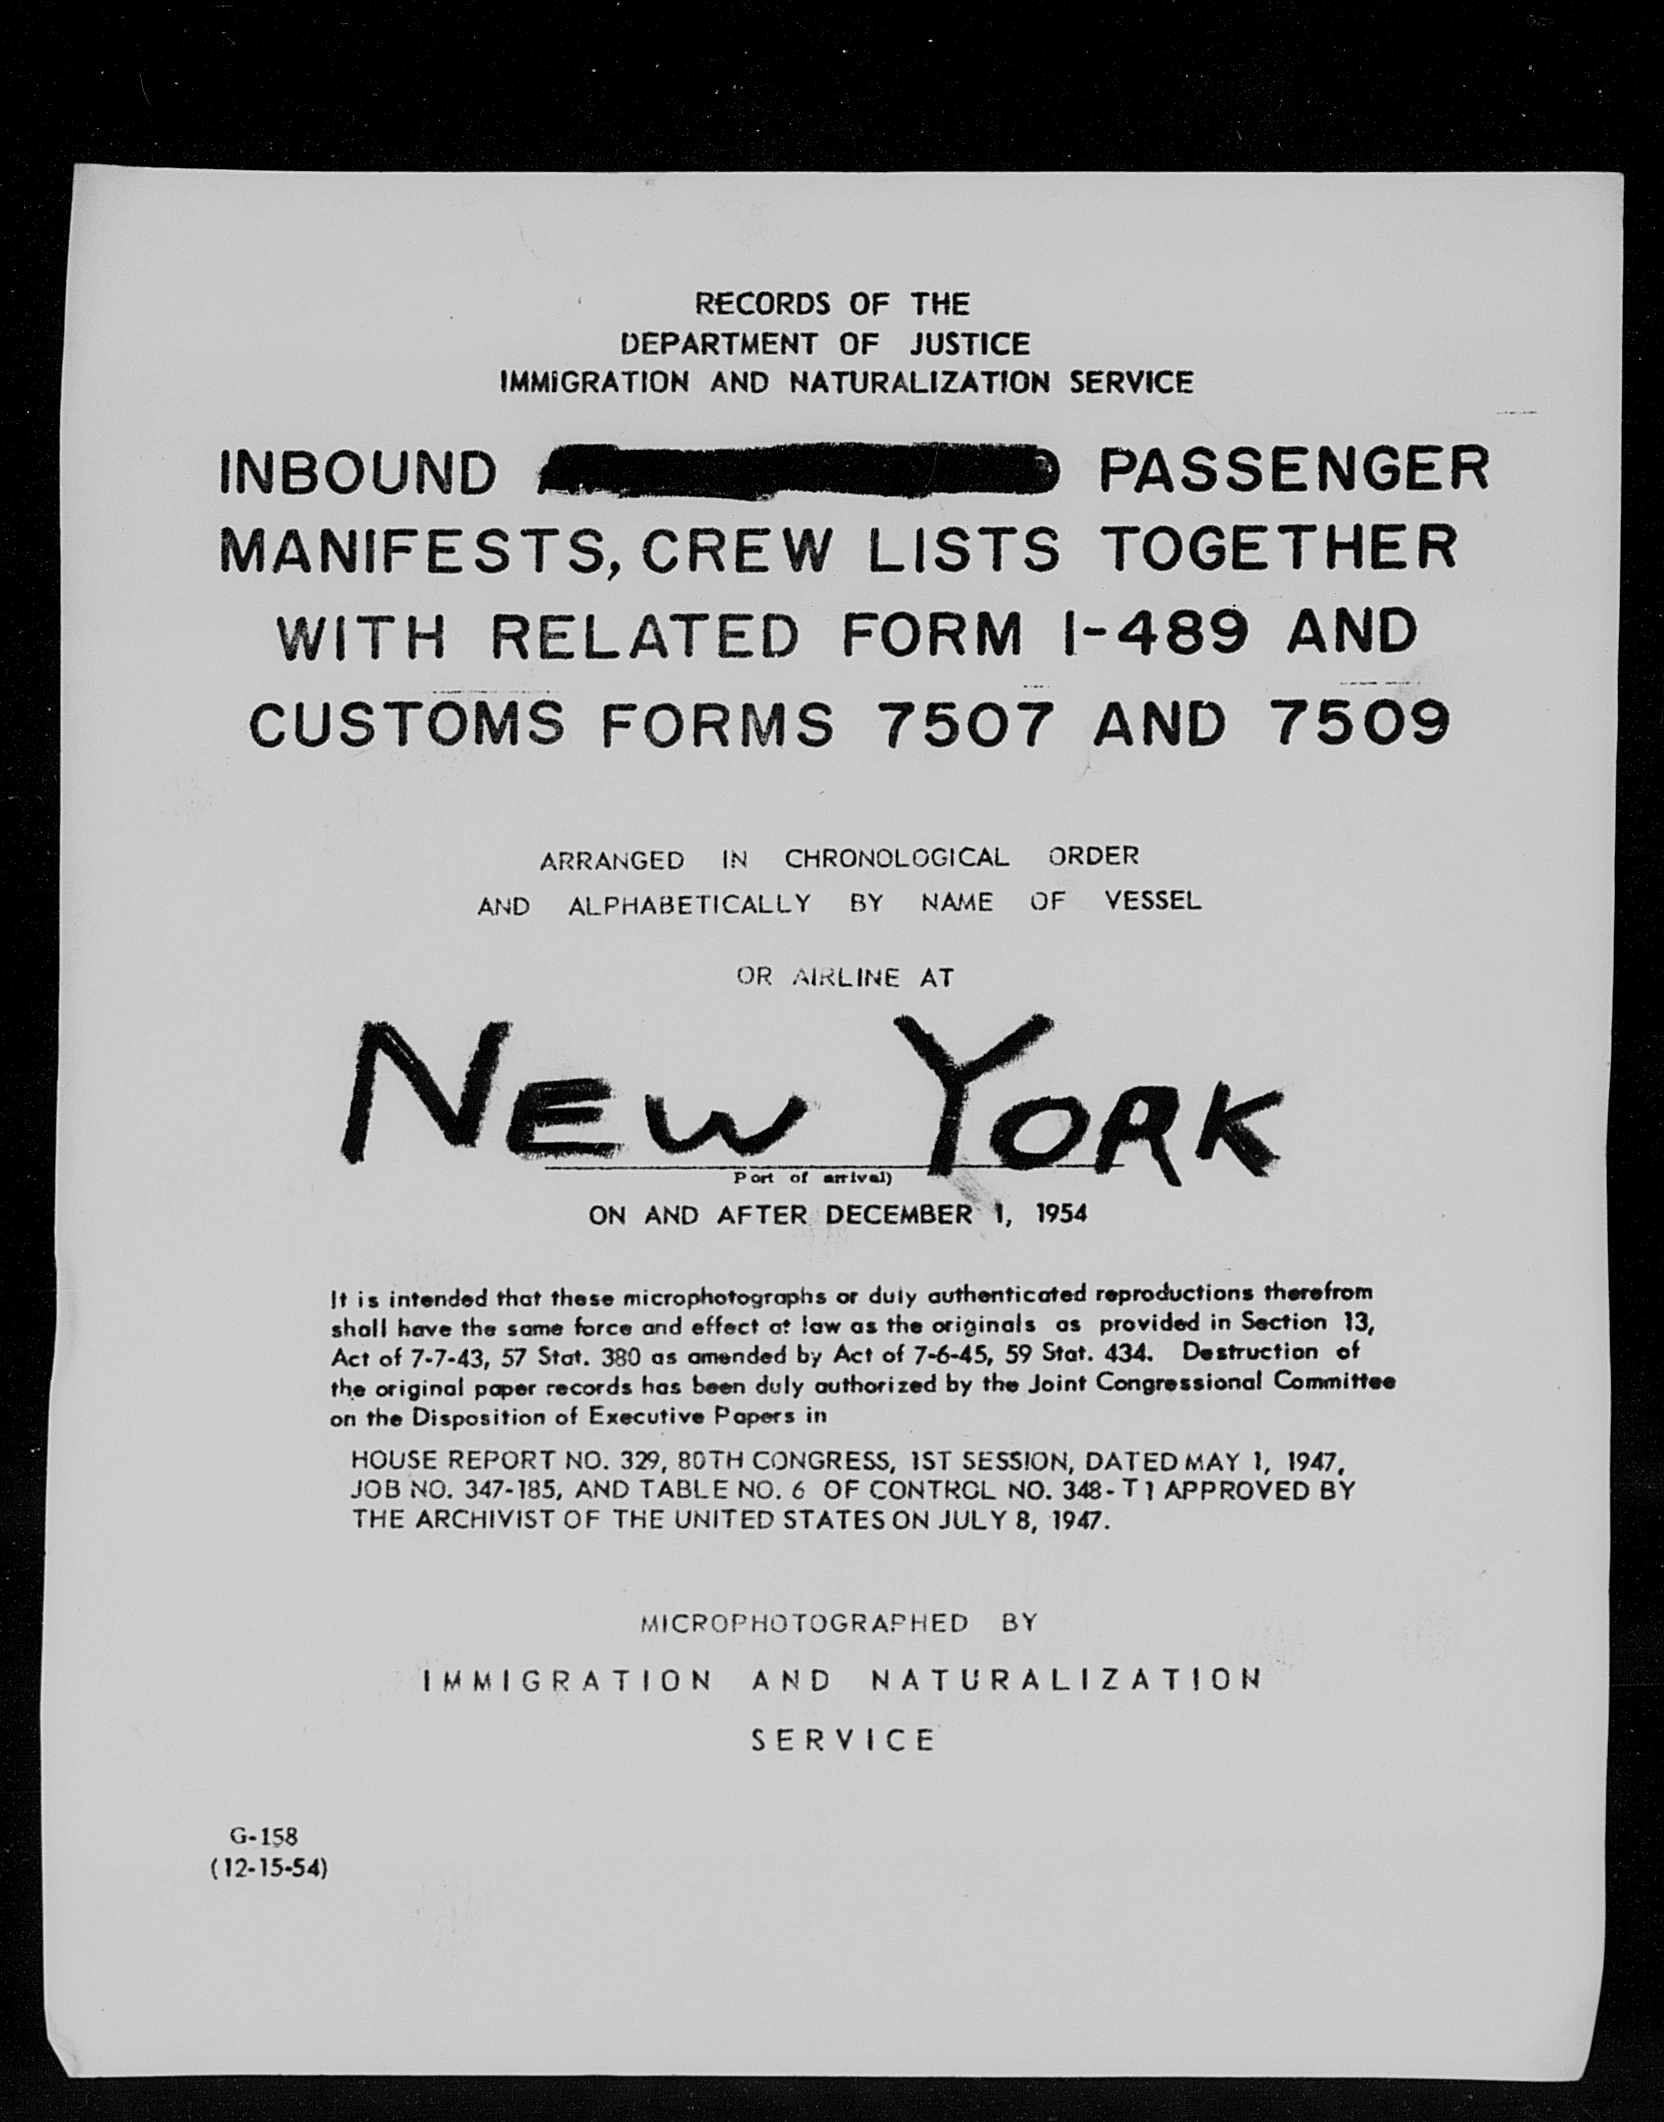 RECORDS OF THE
DEPARTMENT OF JUSTICE
IMMIGRATION AND NATURALIZATION SERVICE
INBOUND PASSENGER
MANIFESTS, CREW LISTS TOGETHER
WITH RELATED FORM I-489 AND
CUSTOMS FORMS 7507 AND 7509
ARRANGED IN CHRONOLOGICAL ORDER
AND ALPHABETICALLY BY NAME OF VESSEL
OR AIRLINE AT
NEW YORK
Port of arrival)
ON AND AFTER DECEMBER 1, 1954
It is intended that these microphotographs or duly authenticated reproductions therefrom
shall have the same force and effect at law as the originals as provided in Section 13,
Act of 7-7-43, 57 Stat. 380 as amended by Act of 7-6-45, 59 Stat. 434. Destruction of
the original paper records has been duly authorized by the Joint Congressional Committee
on the Disposition of Executive Papers in
HOUSE REPORT NO. 329, 80TH CONGRESS, 1ST SESSION, DATED MAY 1, 1947,
JOB NO. 347-185, AND TABLE NO. 6 OF CONTROL NO. 348-T1 APPROVED BY
THE ARCHIVIST OF THE UNITED STATES ON JULY 8, 1947.
MICROPHOTOGRAPHED BY
IMMIGRATION AND NATURALIZATION
SERVICE
G-158
(12-15-54)